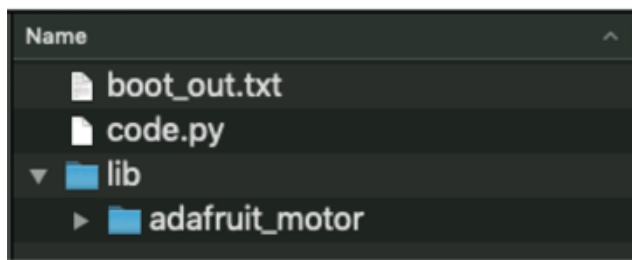 Name
boot_out.txt
code.py
lib
adafruit_motor